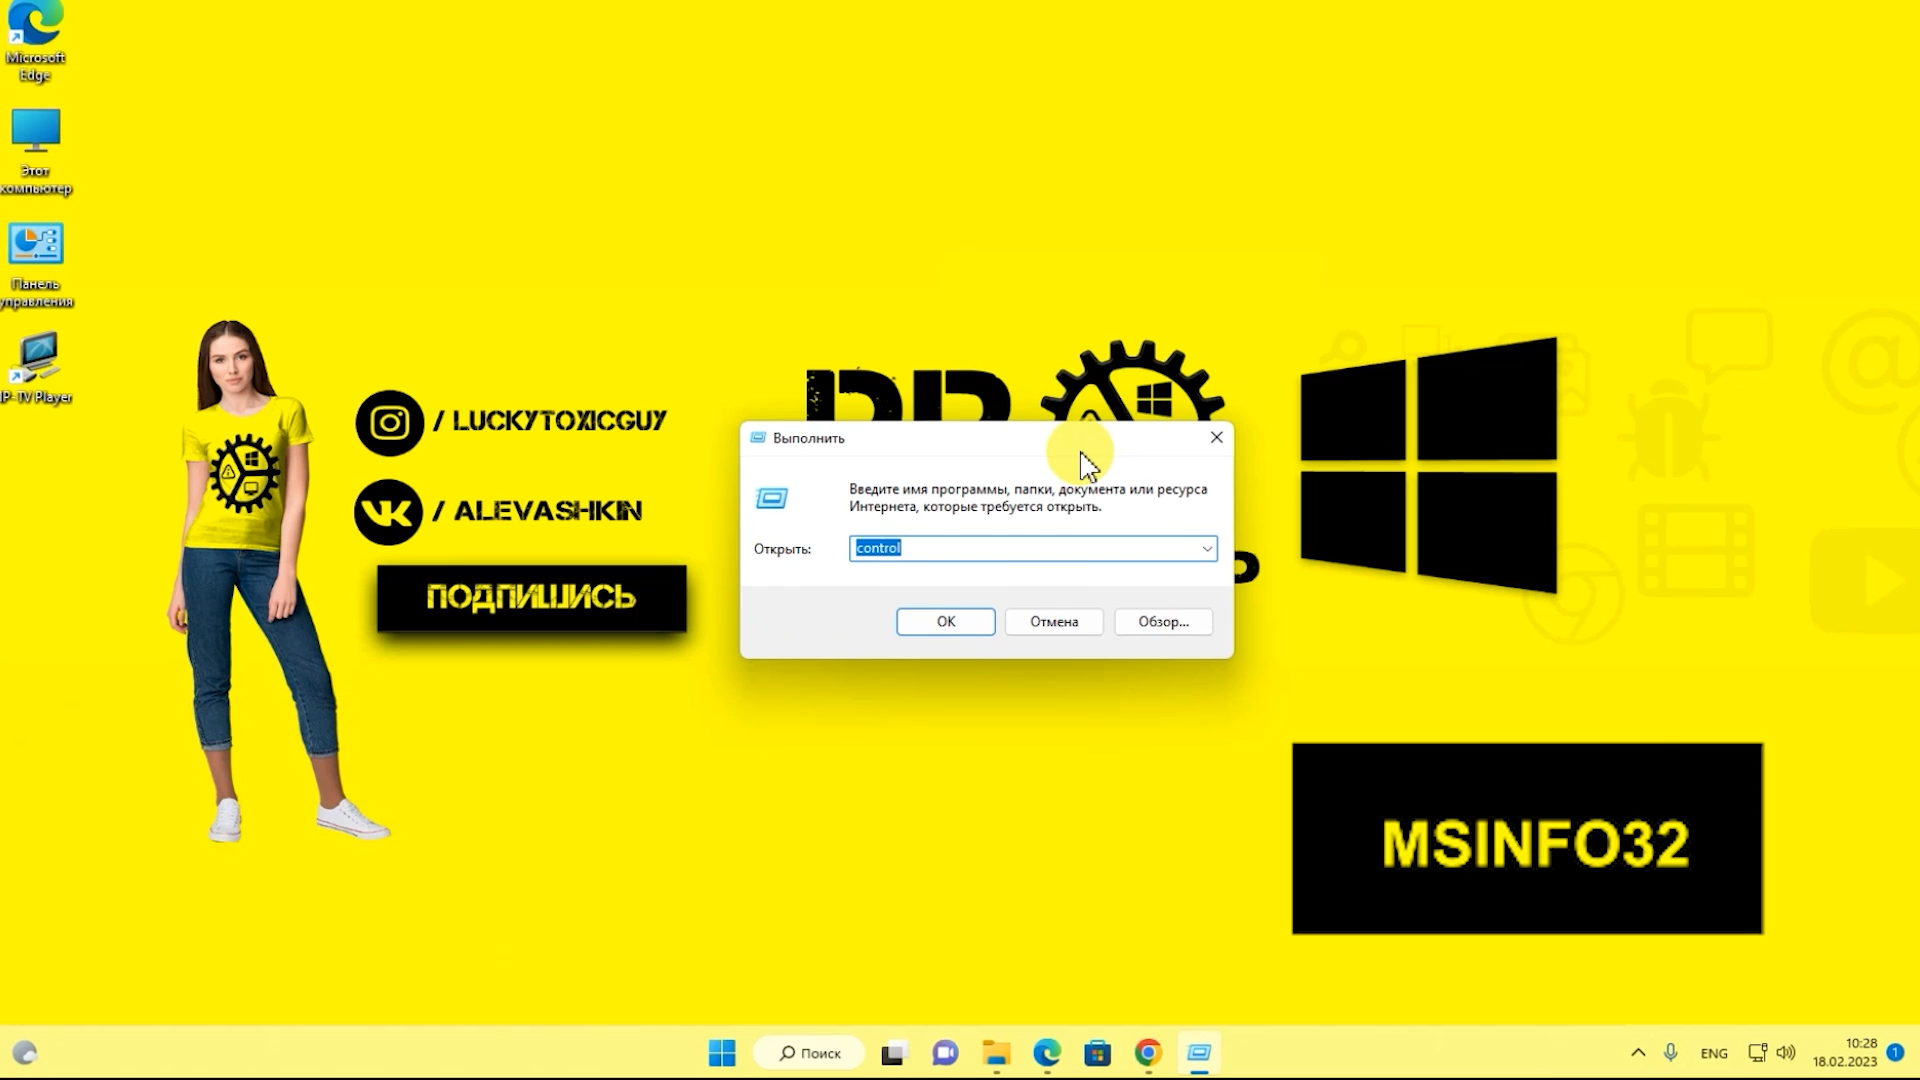 Microsoft
Edge
Этот
компьютер
Панель
управления
IP-TV Player
/ LUCKYTOXICGUY
/ ALEVASHKIN
ПОДПИШИСЬ
Выполнить
Введите имя программы, папки, документа или ресурса
Интернета, которые требуется открыть.
Открыть:
control
ОК
Отмена
Обзор...
MSINFO32
Поиск
ENG
10:28
18.02.2023
1